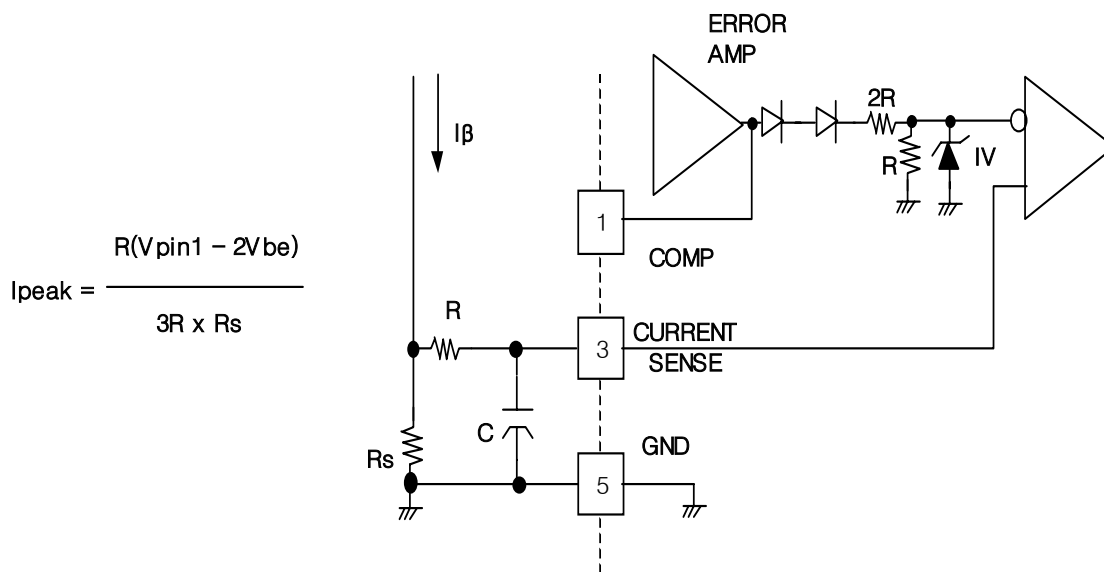 ERROR
AMP
2R
R
IV
Iβ
1
COMP
R(Vpin1 – 2Vbe)
Ipeak =
3R x Rs
R
3
CURRENT
SENSE
C
Rs
GND
5